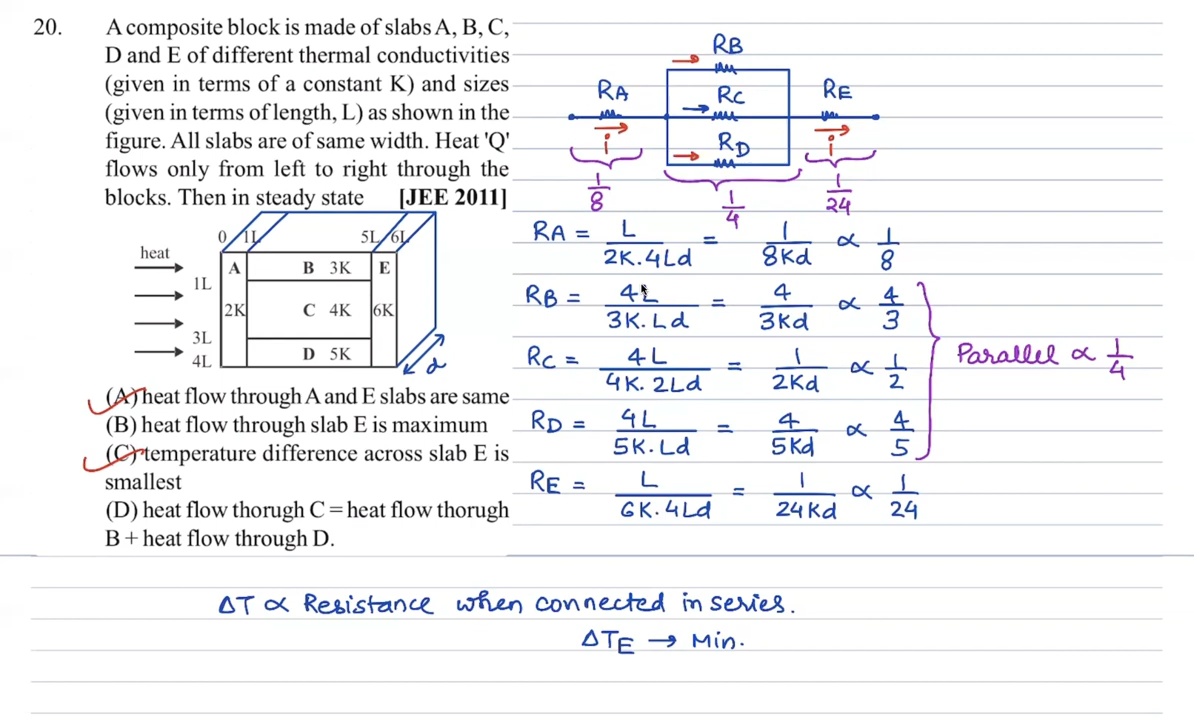 20. A composite block is made of slabs A, B, C,
D and E of different thermal conductivities
(given in terms of a constant K) and sizes
(given in terms of length, L) as shown in the
figure. All slabs are of same width. Heat 'Q'
flows only from left to right through the
blocks. Then in steady state [JEE 2011]
0 1L 5L 6L
heat
A B 3K E
1L
2K C 4K 6K
3L
4L D 5K
d
(A) heat flow through A and E slabs are same
(B) heat flow through slab E is maximum
(C) temperature difference across slab E is
smallest
(D) heat flow thorugh C = heat flow thorugh
B + heat flow through D.
RB
RA RC RE
i RD i
1/8 1/4 1/24
RA = L / 2K.4Ld = 1 / 8Kd ∝ 1/8
RB = 4L / 3K.Ld = 4 / 3Kd ∝ 4/3
RC = 4L / 4K.2Ld = 1 / 2Kd ∝ 1/2
RD = 4L / 5K.Ld = 4 / 5Kd ∝ 4/5
Parallel ∝ 1/4
RE = L / 6K.4Ld = 1 / 24Kd ∝ 1/24
ΔT ∝ Resistance when connected in series.
ΔTE → Min.